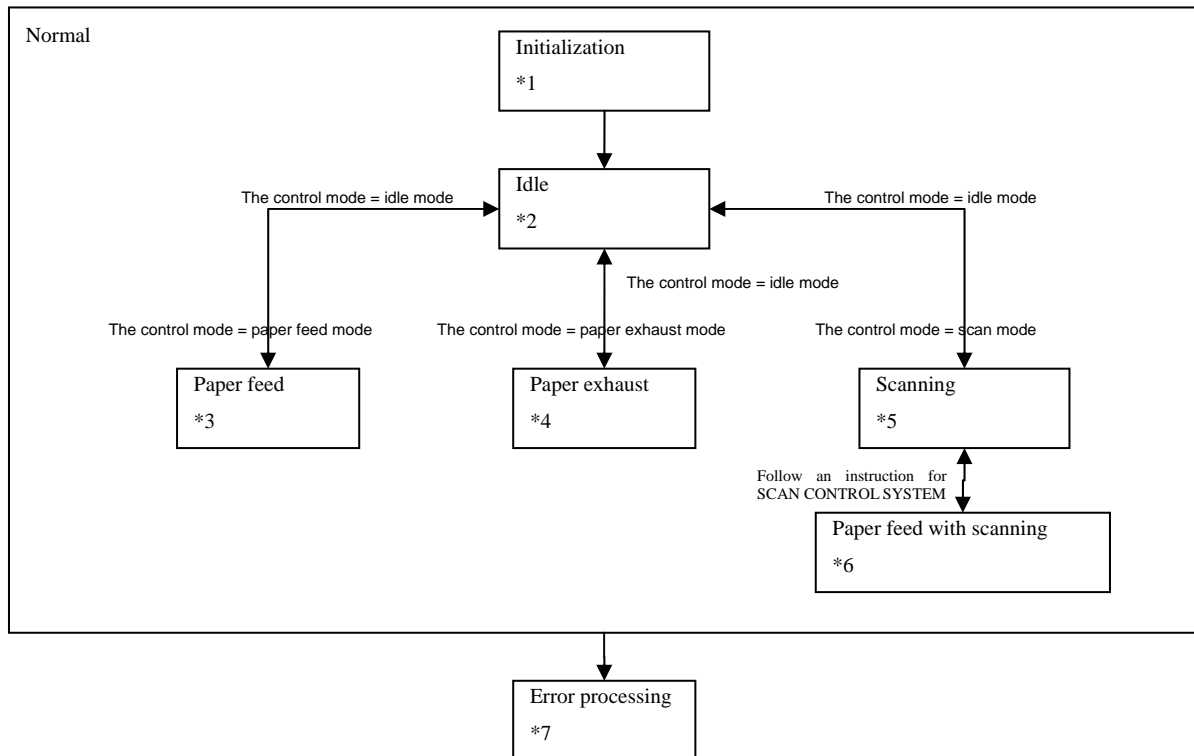 Normal
Initialization
*1
Idle
*2
The control mode = idle mode
The control mode = idle mode
The control mode = idle mode
The control mode = paper feed mode
The control mode = paper exhaust mode
The control mode = scan mode
Paper feed
*3
Paper exhaust
*4
Scanning
*5
Follow an instruction for
SCAN CONTROL SYSTEM
Paper feed with scanning
*6
Error processing
*7